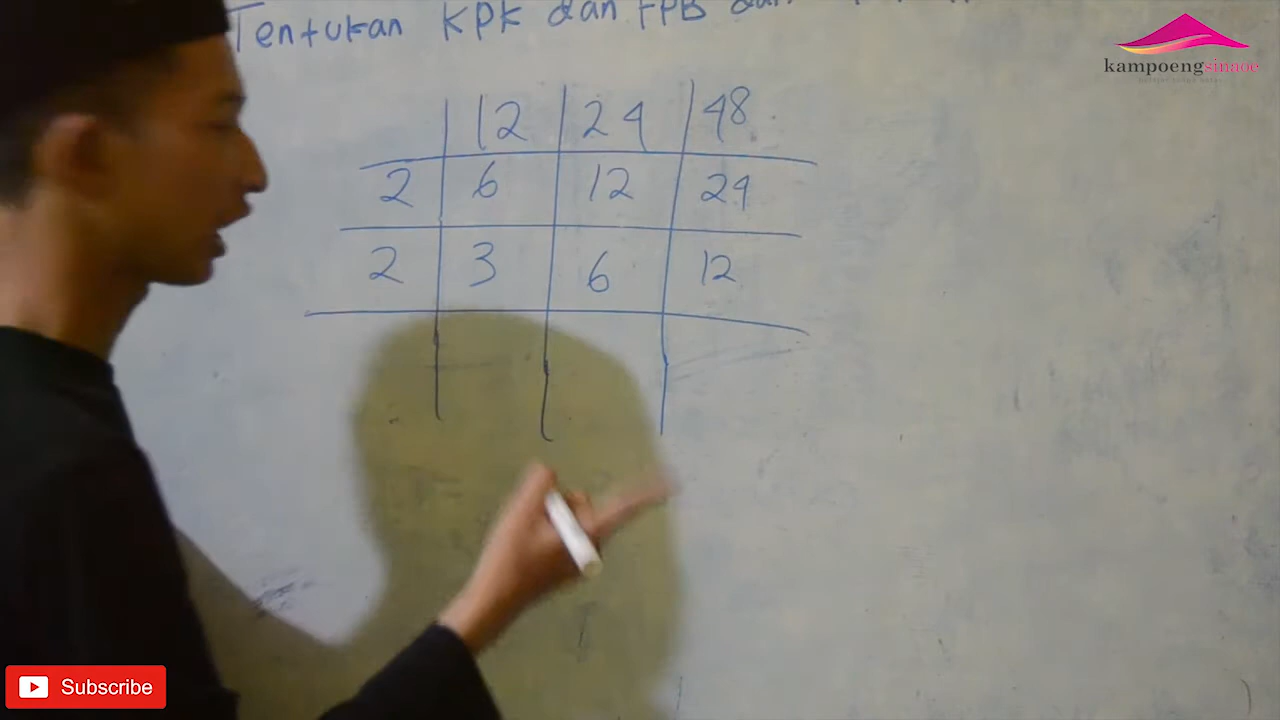 Tentukan KPK dan FPB dari
12 24 48
2 6 12 24
2 3 6 12
kampoengsinaoe
Subscribe